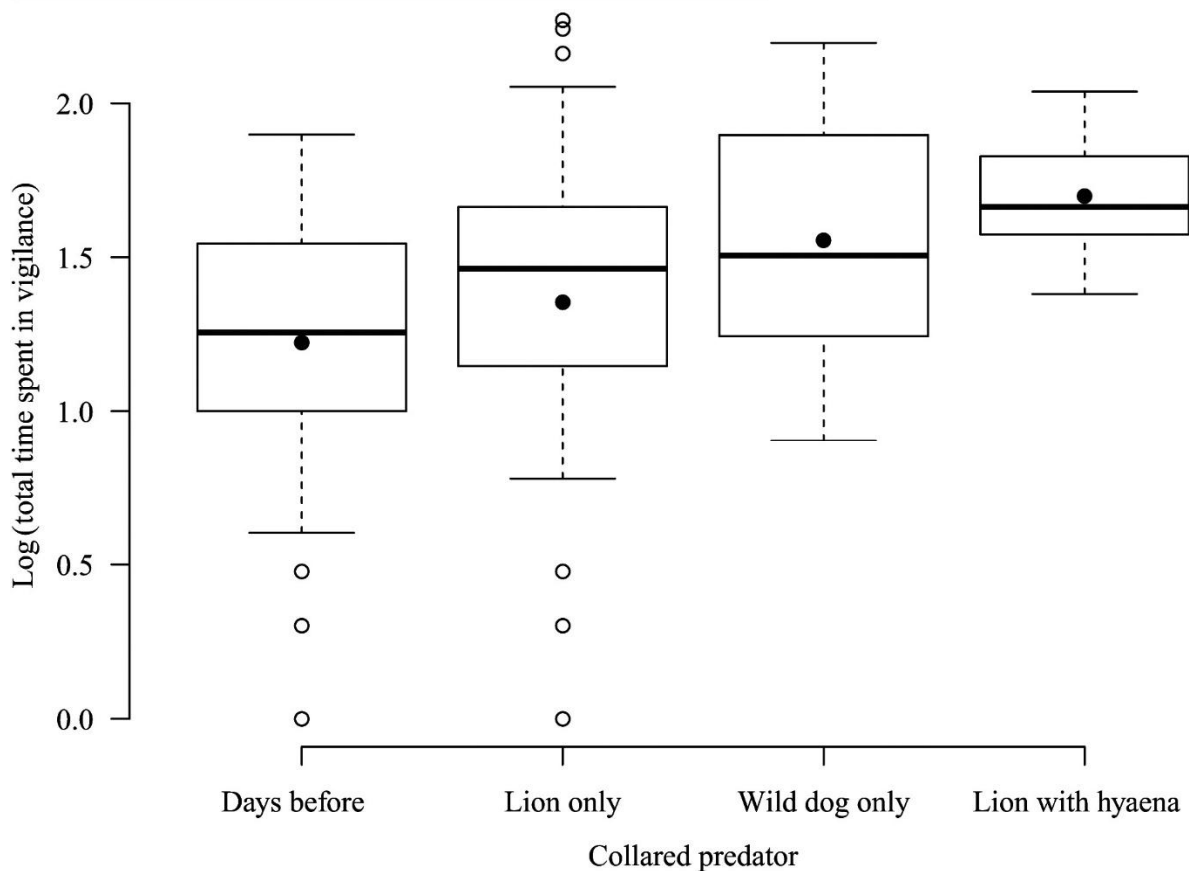 Log (total time spent in vigilance)
2.0
1.5
1.0
0.5
0.0
Days before
Lion only
Wild dog only
Lion with hyaena
Collared predator